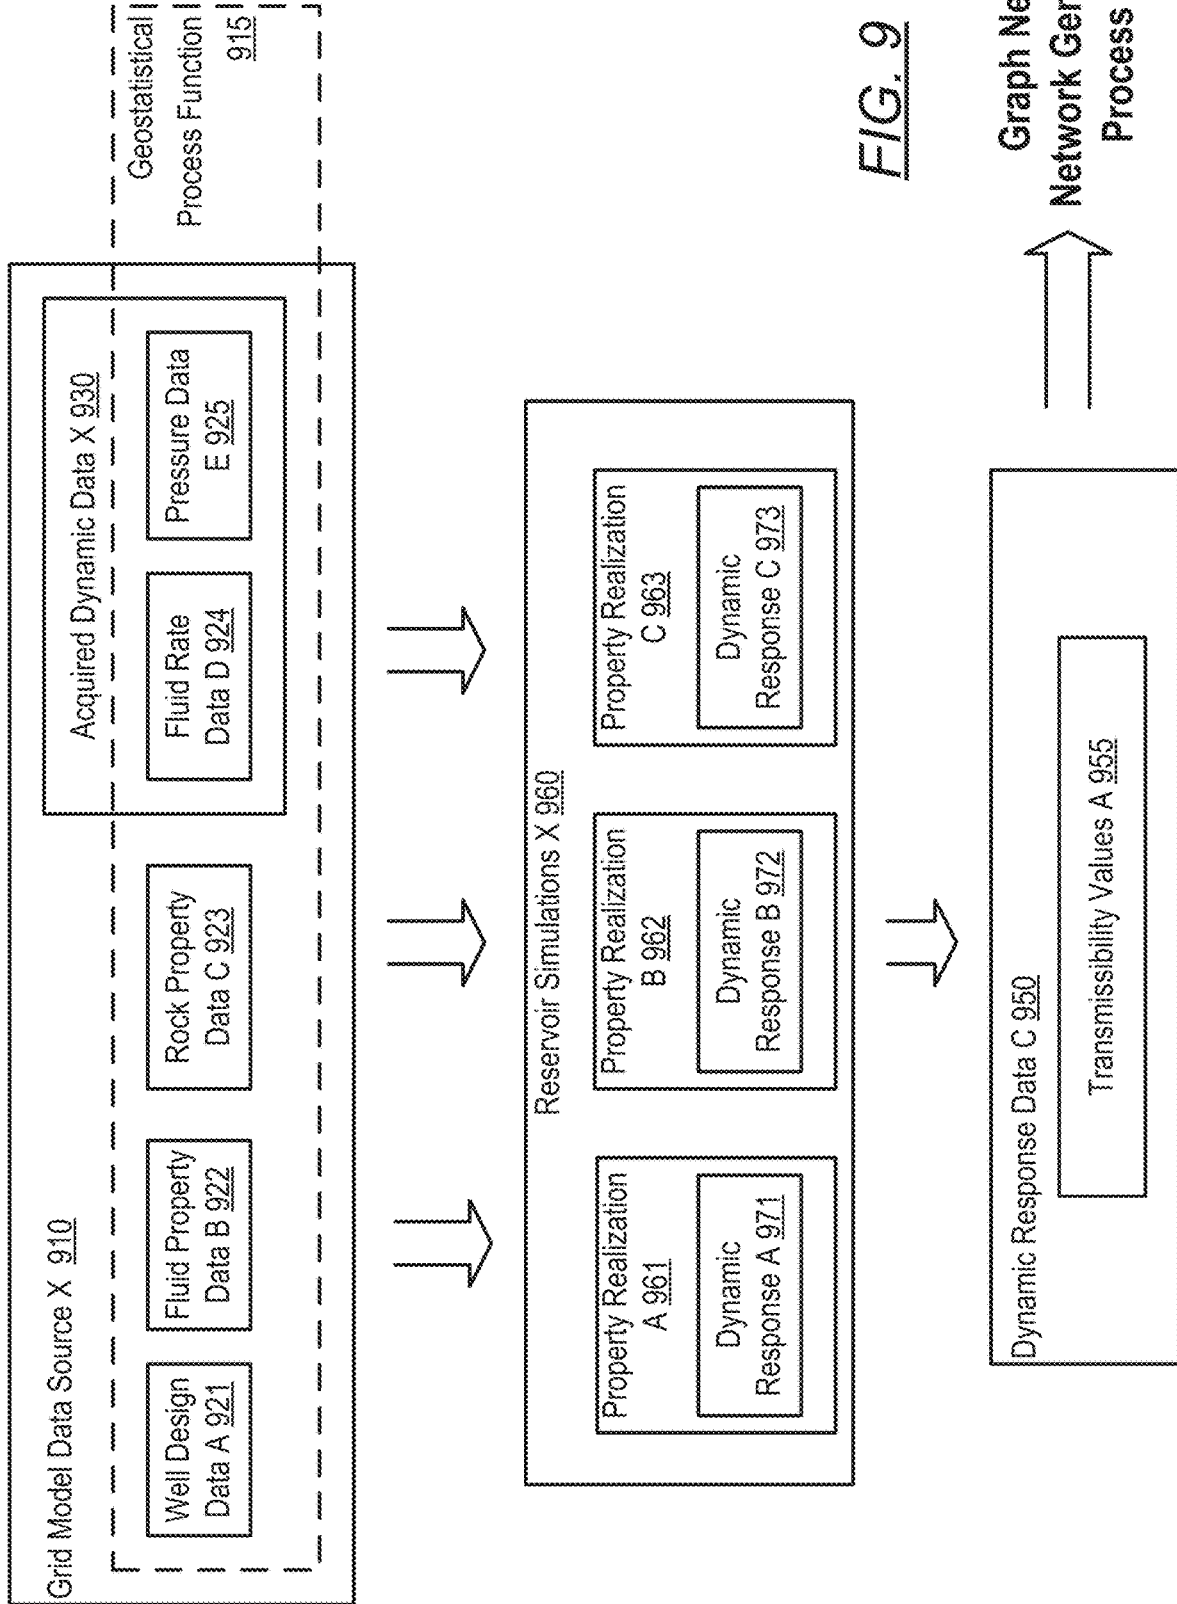 Grid Model Data Source X 910
Geostatistical
Process Function
915
Acquired Dynamic Data X 930
Well Design
Data A 921
Fluid Property
Data B 922
Rock Property
Data C 923
Fluid Rate
Data D 924
Pressure Data
E 925
Reservoir Simulations X 960
Property Realization
A 961
Dynamic
Response A 971
Property Realization
B 962
Dynamic
Response B 972
Property Realization
C 963
Dynamic
Response C 973
FIG. 9
Dynamic Response Data C 950
Transmissibility Values A 955
Graph
Network
Process